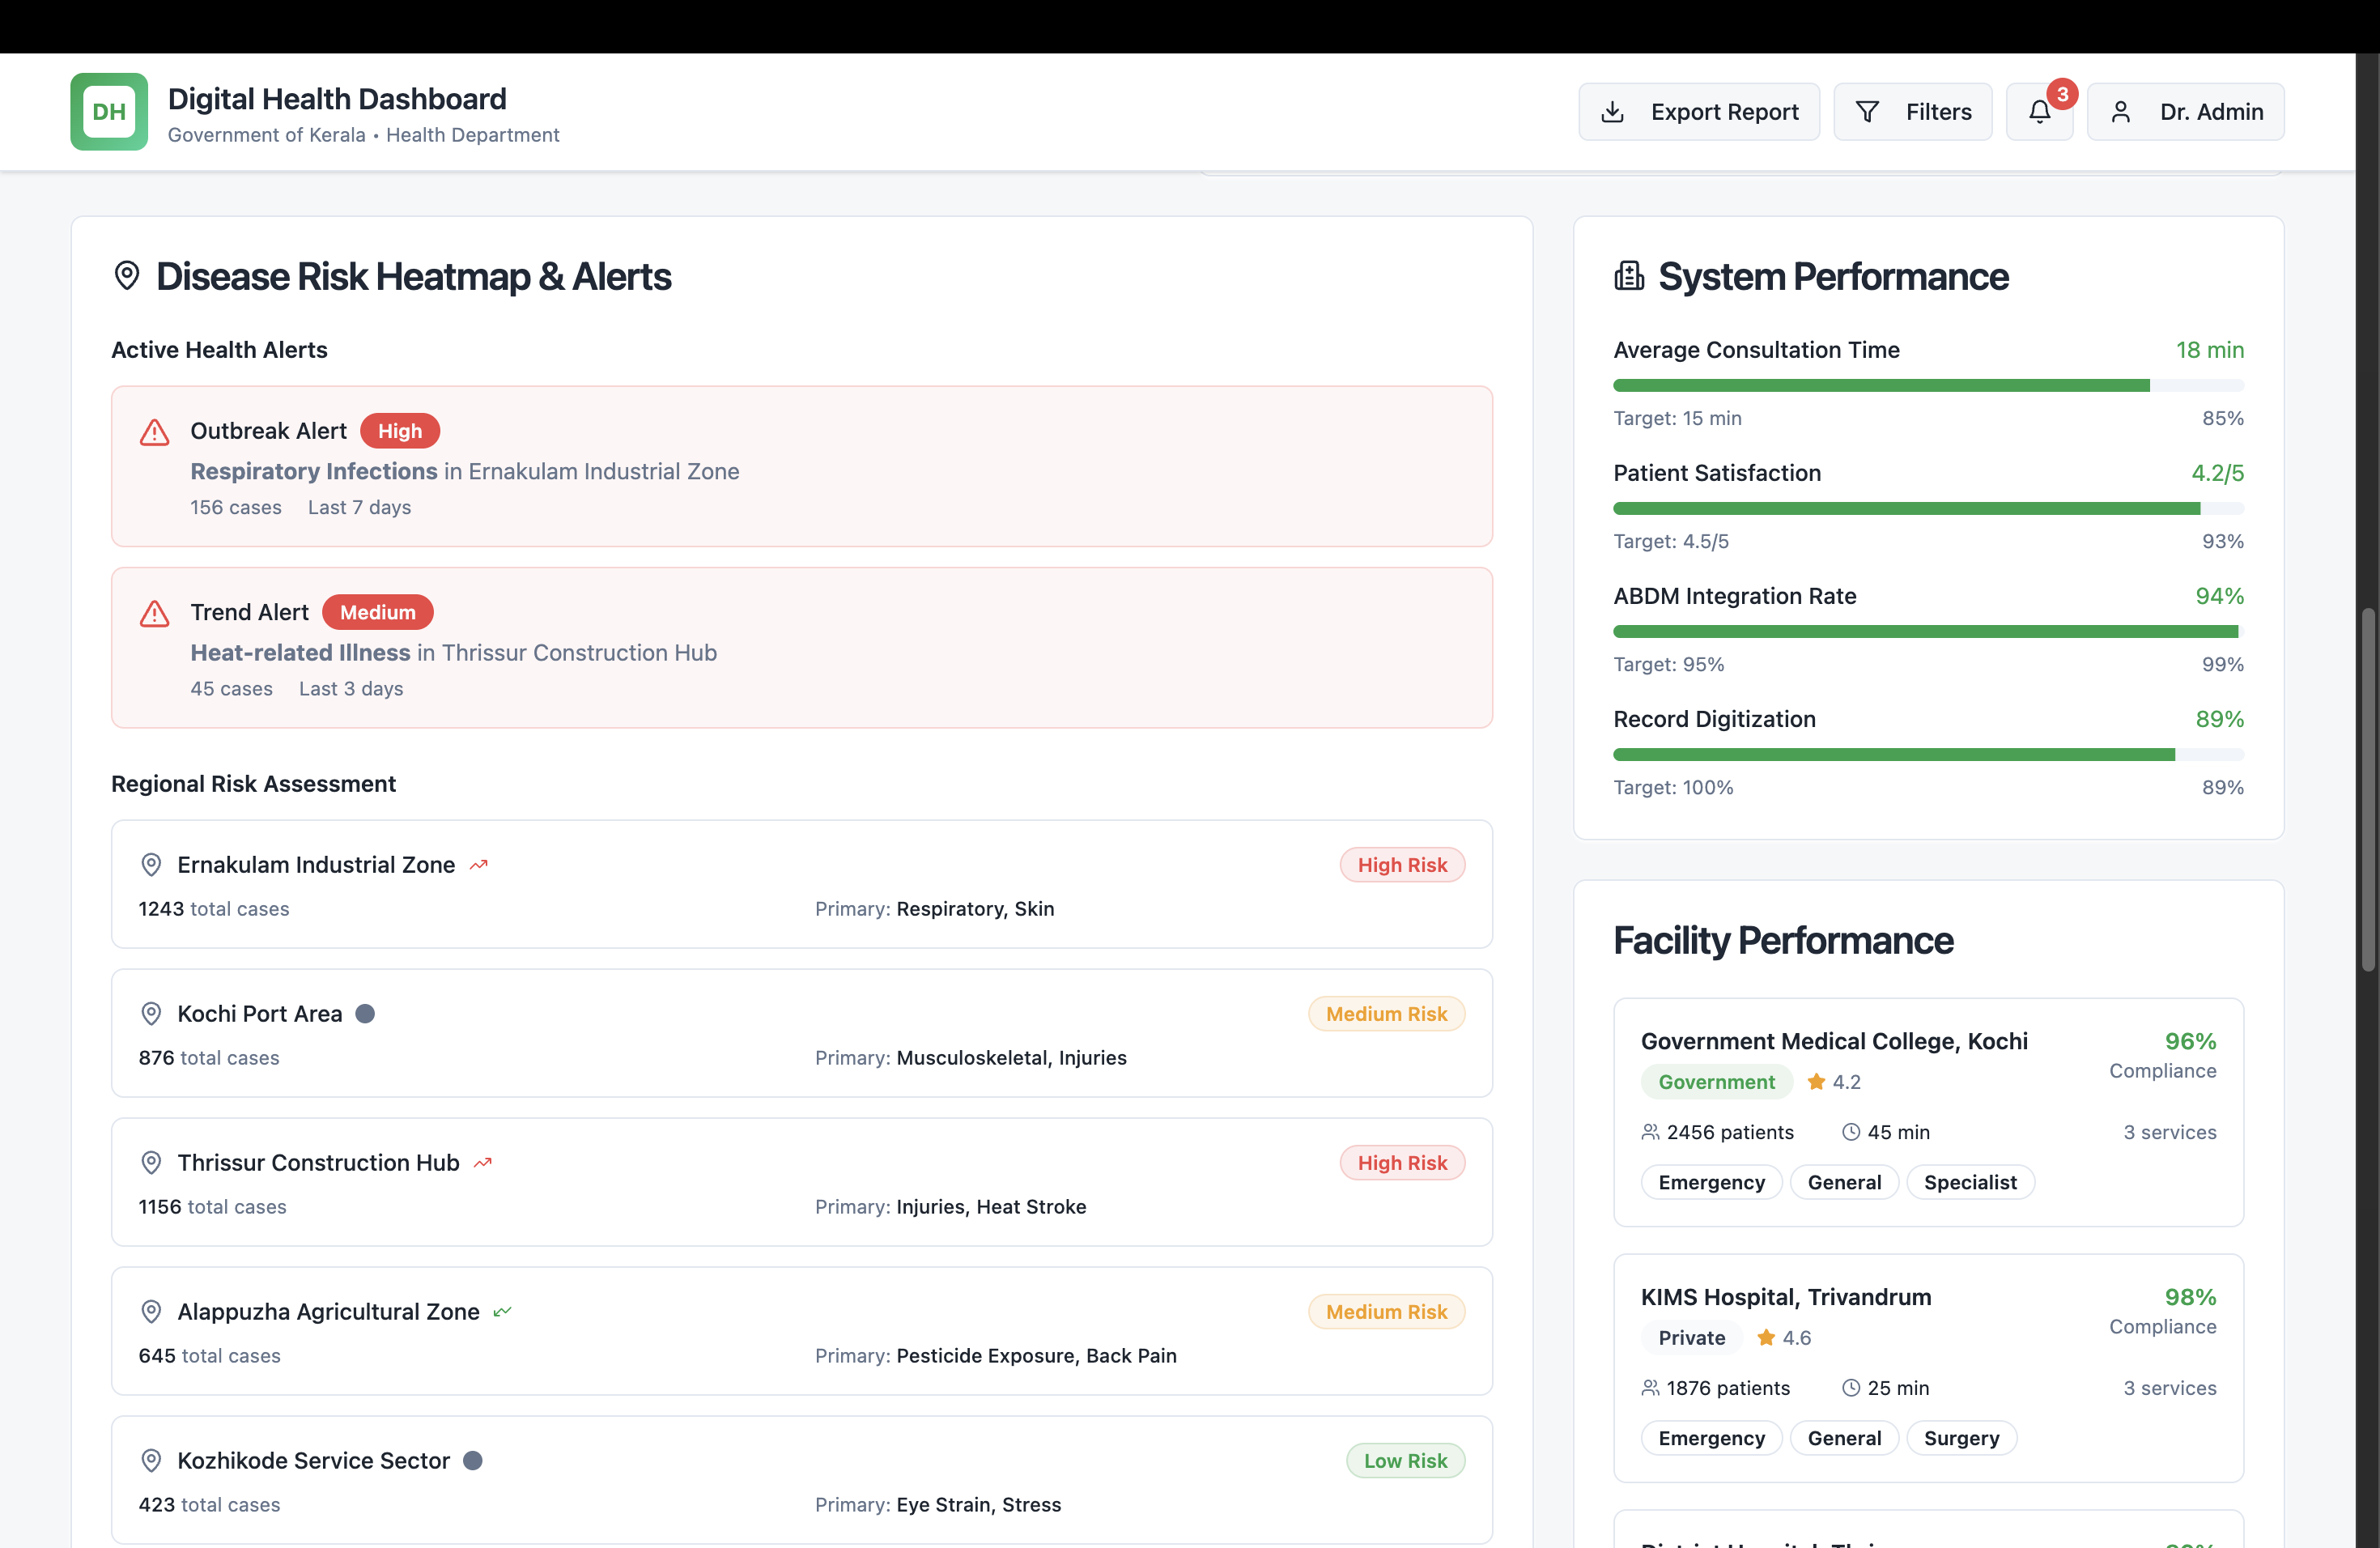 DH
Digital Health Dashboard
Government of Kerala • Health Department
Export Report
Filters
3
Dr. Admin
Disease Risk Heatmap & Alerts
Active Health Alerts
Outbreak Alert High
Respiratory Infections in Ernakulam Industrial Zone
156 cases Last 7 days
Trend Alert Medium
Heat-related Illness in Thrissur Construction Hub
45 cases Last 3 days
Regional Risk Assessment
Ernakulam Industrial Zone High Risk
1243 total cases Primary: Respiratory, Skin
Kochi Port Area Medium Risk
876 total cases Primary: Musculoskeletal, Injuries
Thrissur Construction Hub High Risk
1156 total cases Primary: Injuries, Heat Stroke
Alappuzha Agricultural Zone Medium Risk
645 total cases Primary: Pesticide Exposure, Back Pain
Kozhikode Service Sector Low Risk
423 total cases Primary: Eye Strain, Stress
System Performance
Average Consultation Time 18 min
Target: 15 min 85%
Patient Satisfaction 4.2/5
Target: 4.5/5 93%
ABDM Integration Rate 94%
Target: 95% 99%
Record Digitization 89%
Target: 100% 89%
Facility Performance
Government Medical College, Kochi 96%
Government 4.2 Compliance
2456 patients 45 min 3 services
Emergency General Specialist
KIMS Hospital, Trivandrum 98%
Private 4.6 Compliance
1876 patients 25 min 3 services
Emergency General Surgery